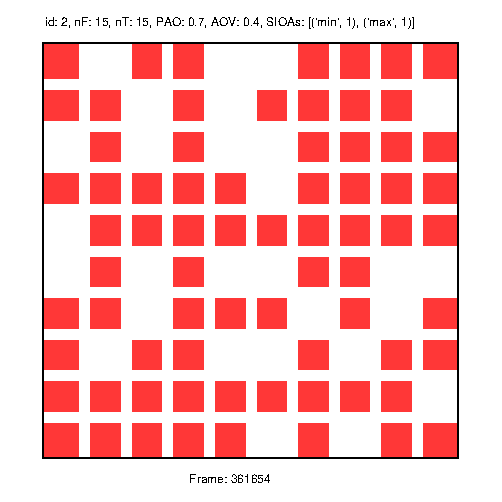 id: 2, nF: 15, nT: 15, PAO: 0.7, AOV: 0.4, SIOAs: [('min', 1), ('max', 1)]
Frame: 361654